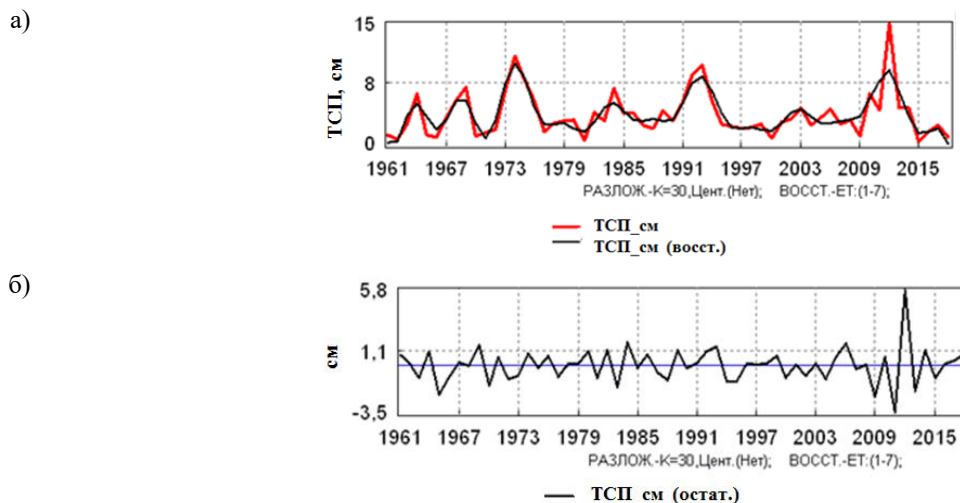 а)
15
8
0
ТСП, см
1961 1967 1973 1979 1985 1991 1997 2003 2009 2015
РАЗЛОЖ.-K=30,Цент.(Нет); ВОССТ.-ЕТ:(1-7);
ТСП_см
ТСП_см (восст.)
б)
5,8
1,1
-3,5
см
1961 1967 1973 1979 1985 1991 1997 2003 2009 2015
РАЗЛОЖ.-K=30,Цент.(Нет); ВОССТ.-ЕТ:(1-7);
ТСП_см (остат.)